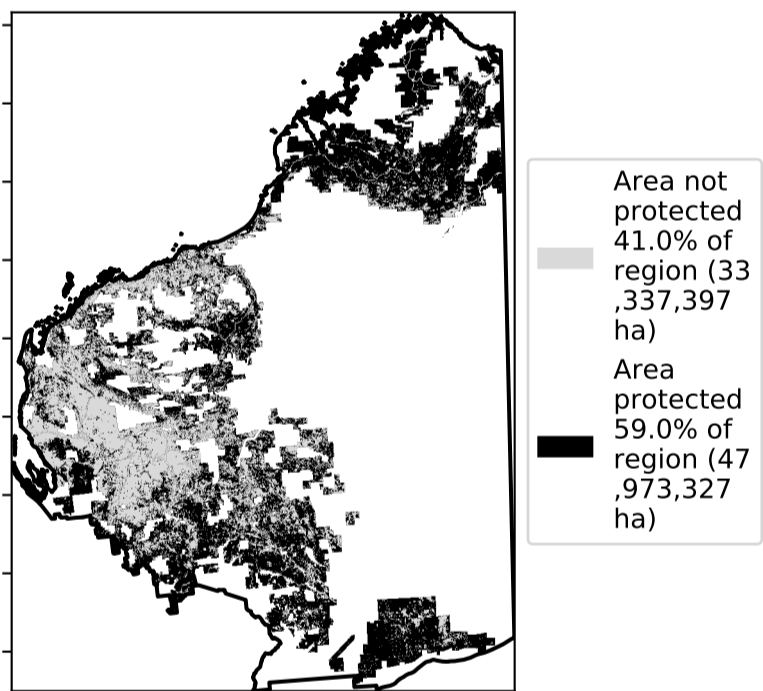 Area not
protected
41.0% of
region (33
,337,397
ha)
Area
protected
59.0% of
region (47
,973,327
ha)